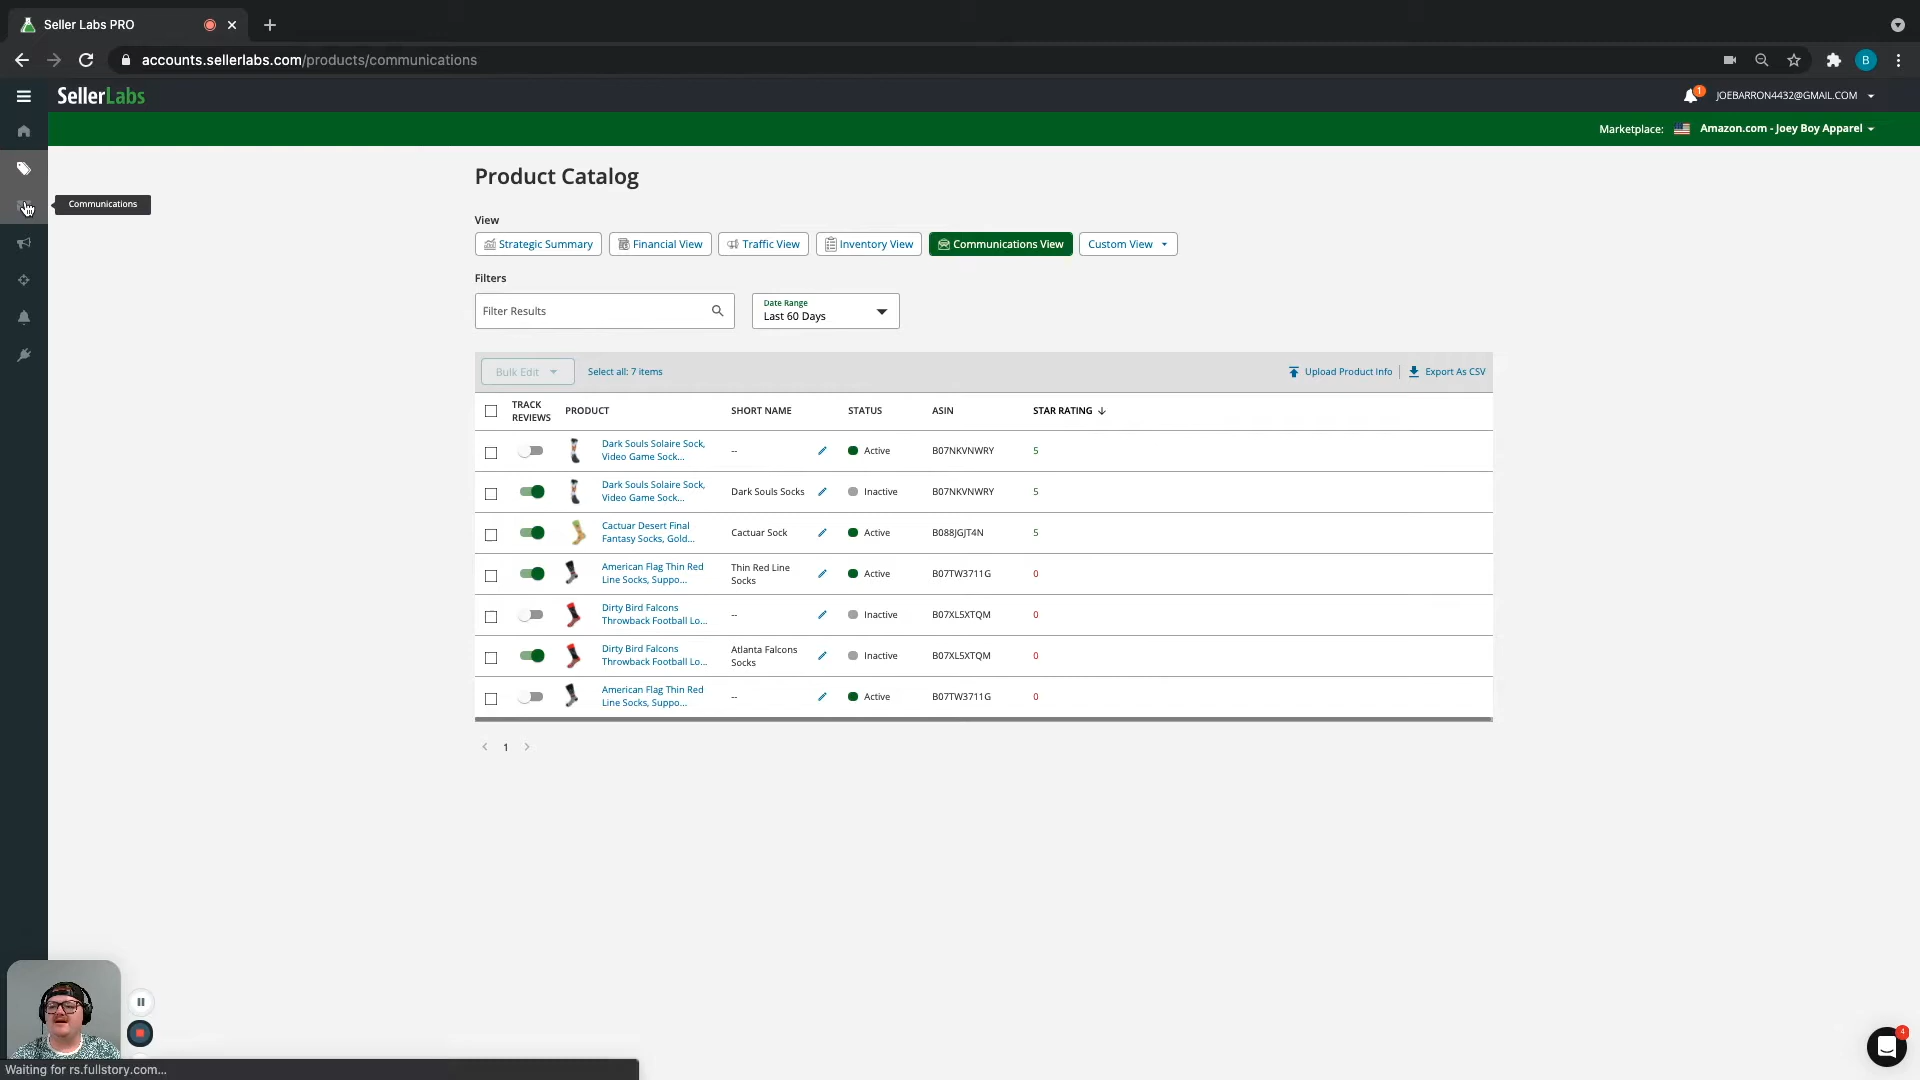 Seller Labs PRO
accounts.sellerlabs.com/products/communications
B
SellerLabs
1
JOEBARRON4432@GMAIL.COM
Marketplace: Amazon.com - Joey Boy Apparel
Communications
Product Catalog
View
Strategic Summary
Financial View
Traffic View
Inventory View
Communications View
Custom View
Filters
Filter Results
Date Range
Last 60 Days
Bulk Edit
Select all: 7 items
Upload Product Info
Export As CSV
TRACK REVIEWS PRODUCT SHORT NAME STATUS ASIN STAR RATING
Dark Souls Solaire Sock,
Video Game Sock...
-- Active B07NKVNWRY 5
Dark Souls Solaire Sock,
Video Game Sock...
Dark Souls Socks Inactive B07NKVNWRY 5
Cactuar Desert Final
Fantasy Socks, Gold...
Cactuar Sock Active B088JGJT4N 5
American Flag Thin Red
Line Socks, Suppo...
Thin Red Line
Socks
Active B07TW3711G 0
Dirty Bird Falcons
Throwback Football Lo...
-- Inactive B07XL5XTQM 0
Dirty Bird Falcons
Throwback Football Lo...
Atlanta Falcons
Socks
Inactive B07XL5XTQM 0
American Flag Thin Red
Line Socks, Suppo...
-- Active B07TW3711G 0
1
4
Waiting for rs.fullstory.com...